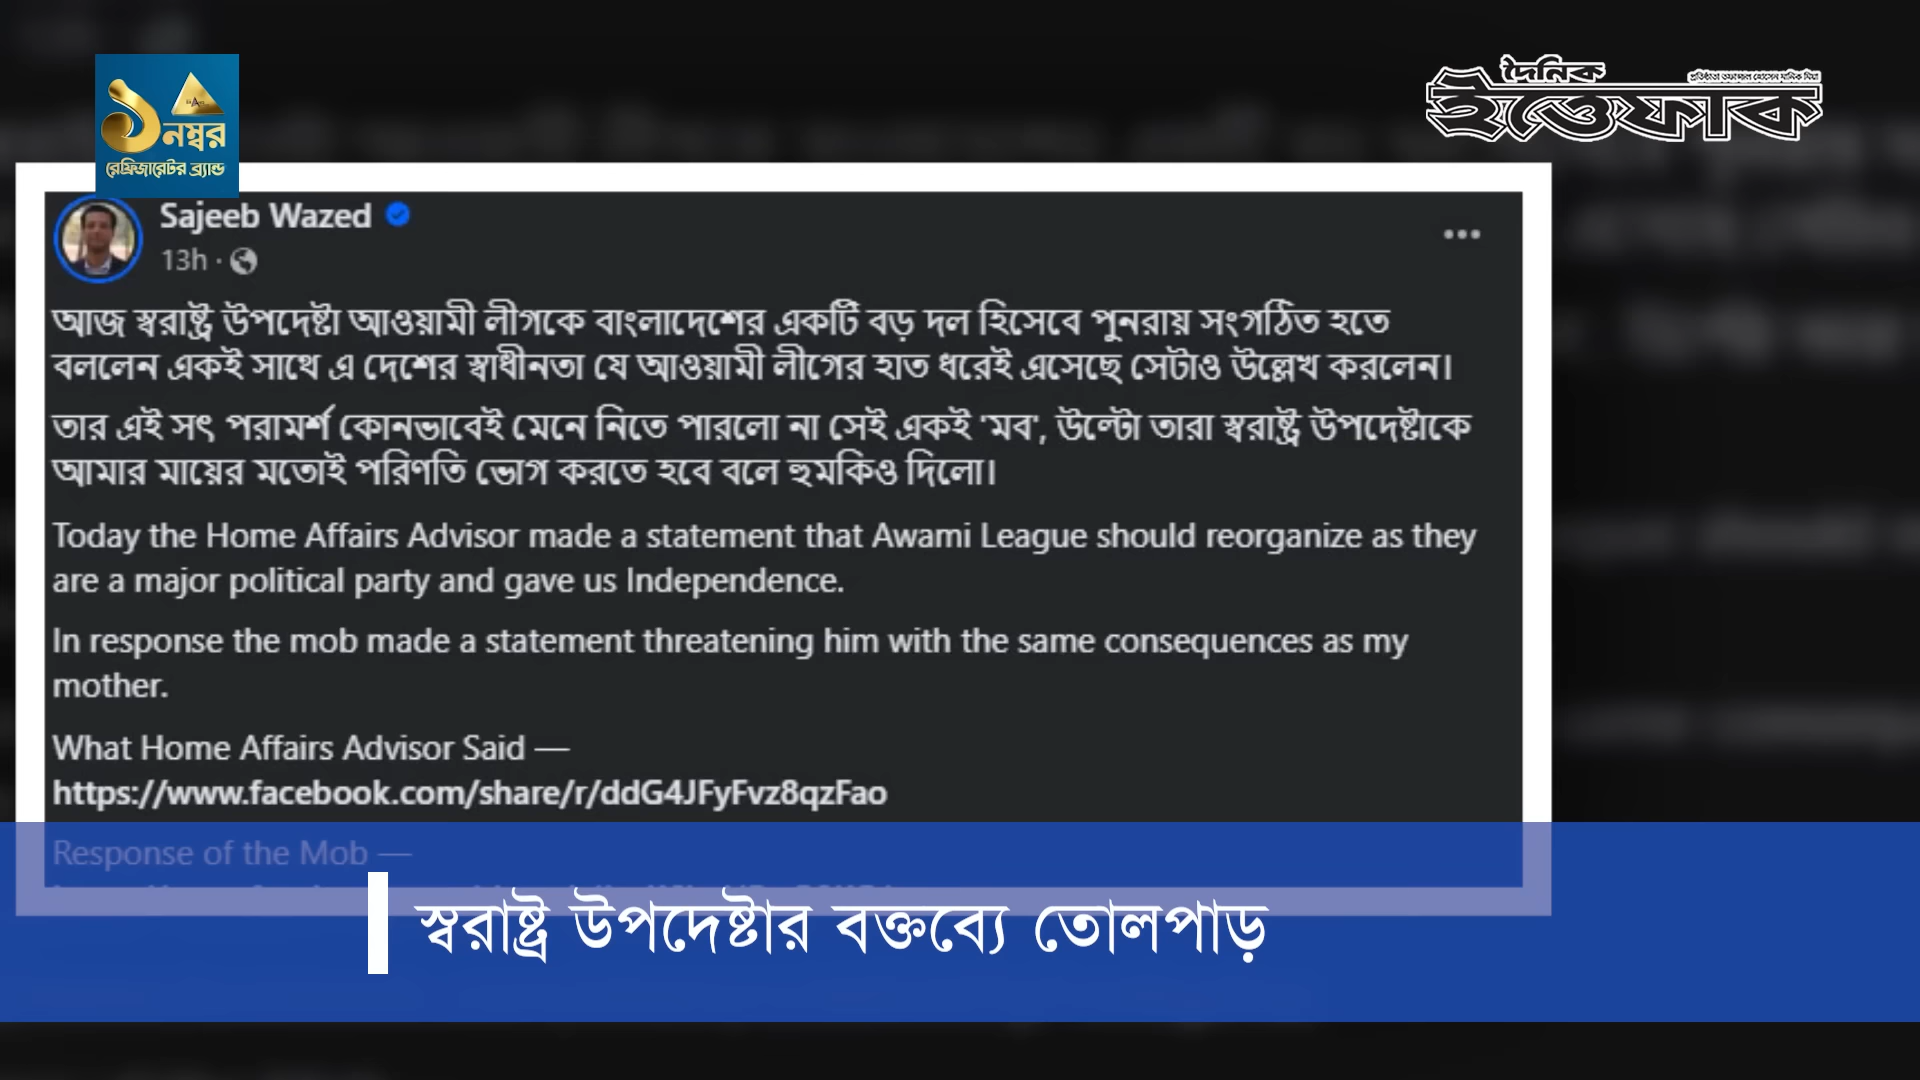 ১
নম্বর
রেফ্রিজারেটর ব্র্যান্ড
দৈনিক
প্রতিষ্ঠাতা তফাজ্জল হোসেন মানিক মিয়া
ইত্তেফাক
Sajeeb Wazed
13h ·
আজ স্বরাষ্ট্র উপদেষ্টা আওয়ামী লীগকে বাংলাদেশের একটি বড় দল হিসেবে পুনরায় সংগঠিত হতে
বললেন একই সাথে এ দেশের স্বাধীনতা যে আওয়ামী লীগের হাত ধরেই এসেছে সেটাও উল্লেখ করলেন।
তার এই সৎ পরামর্শ কোনভাবেই মেনে নিতে পারলো না সেই একই 'মব', উল্টো তারা স্বরাষ্ট্র উপদেষ্টাকে
আমার মায়ের মতোই পরিণতি ভোগ করতে হবে বলে হুমকিও দিলো।
Today the Home Affairs Advisor made a statement that Awami League should reorganize as they
are a major political party and gave us Independence.
In response the mob made a statement threatening him with the same consequences as my
mother.
What Home Affairs Advisor Said —
https://www.facebook.com/share/r/ddG4JFyFvz8qzFao
Response of the Mob —
স্বরাষ্ট্র উপদেষ্টার বক্তব্যে তোলপাড়